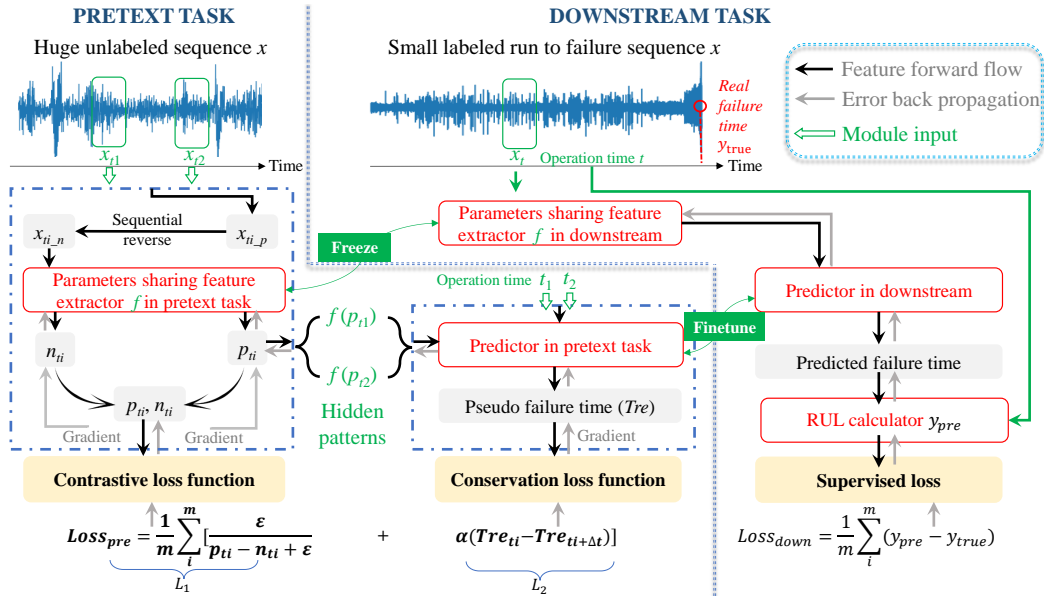 PRETEXT TASK
DOWNSTREAM TASK
Huge unlabeled sequence x
Small labeled run to failure sequence x
Feature forward flow
Error back propagation
Module input
Real
failure
time
y_true
x_t1
x_t2
Time
x_t
Operation time t
Time
x_ti_n
Sequential
reverse
x_ti_p
Parameters sharing feature
extractor f in downstream
Freeze
Parameters sharing feature
extractor f in pretext task
Operation time t_1 t_2
Predictor in downstream
Finetune
f(p_t1)
Predictor in pretext task
n_ti
p_ti
f(p_t2)
Predicted failure time
Hidden
patterns
Pseudo failure time (Tre)
p_ti, n_ti
RUL calculator y_pre
Gradient
Gradient
Gradient
Contrastive loss function
Conservation loss function
Supervised loss
Loss_pre = 1/m ∑_i^m [ε/(p_ti − n_ti + ε) + α(Tre_ti−Tre_ti+Δt)]
Loss_down = 1/m ∑_i^m (y_pre − y_true)
L_1
L_2